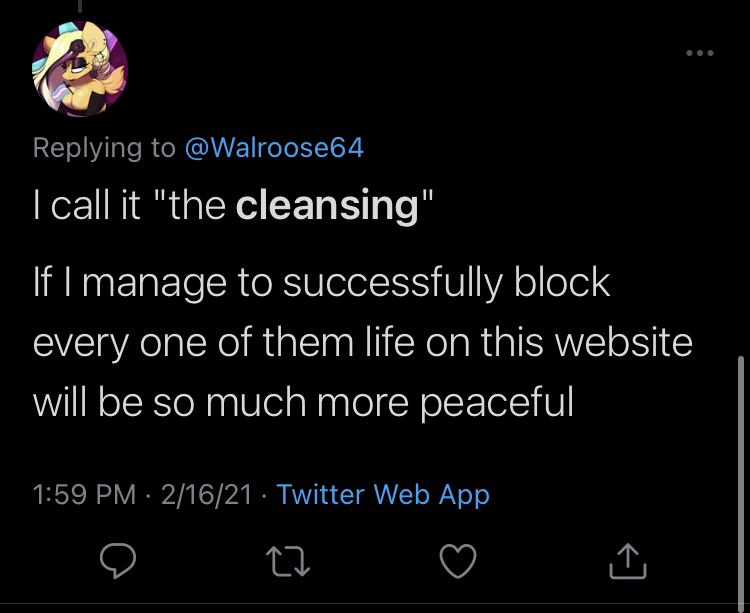 Replying to @Walroose64
I call it "the cleansing"
If I manage to successfully block
every one of them life on this website
will be so much more peaceful
1:59 PM · 2/16/21 · Twitter Web App